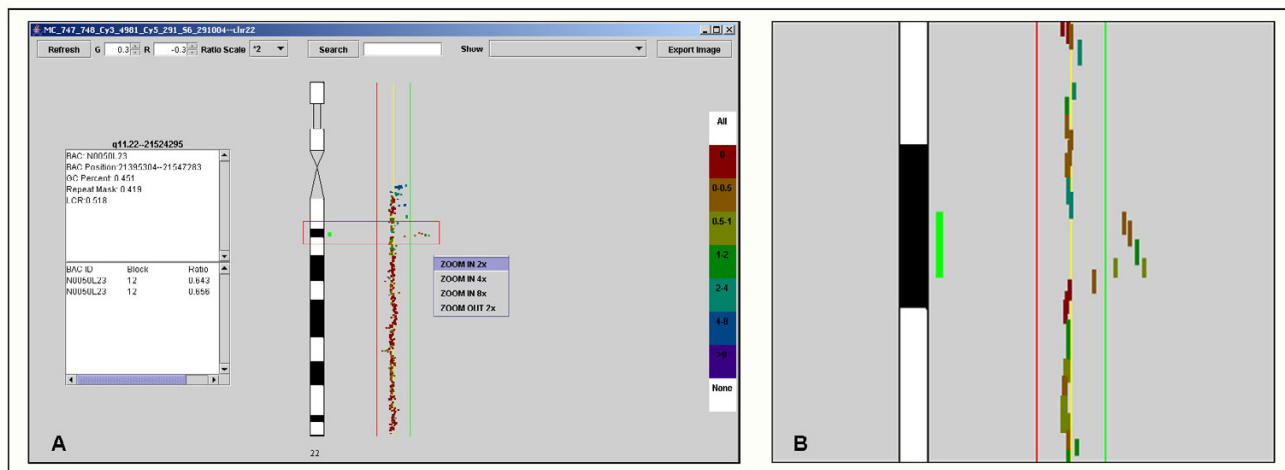 MC_747_748_Cy3_4981_Cy5_291_S6_291004--chr22
Refresh G 0.3 R -0.3 Ratio Scale *2 Search Show Export Image
q11.22--21524295
BAC: N0050L23
BAC Position:21395304--21547283
GC Percent: 0.451
Repeat Mask: 0.419
LCR:0.518
BAC ID Block Ratio
N0050L23 12 0.643
N0050L23 12 0.656
ZOOM IN 2x
ZOOM IN 4x
ZOOM IN 8x
ZOOM OUT 2x
All
0
0-0.5
0.5-1
1-2
2-4
4-8
>8
None
22
A
B